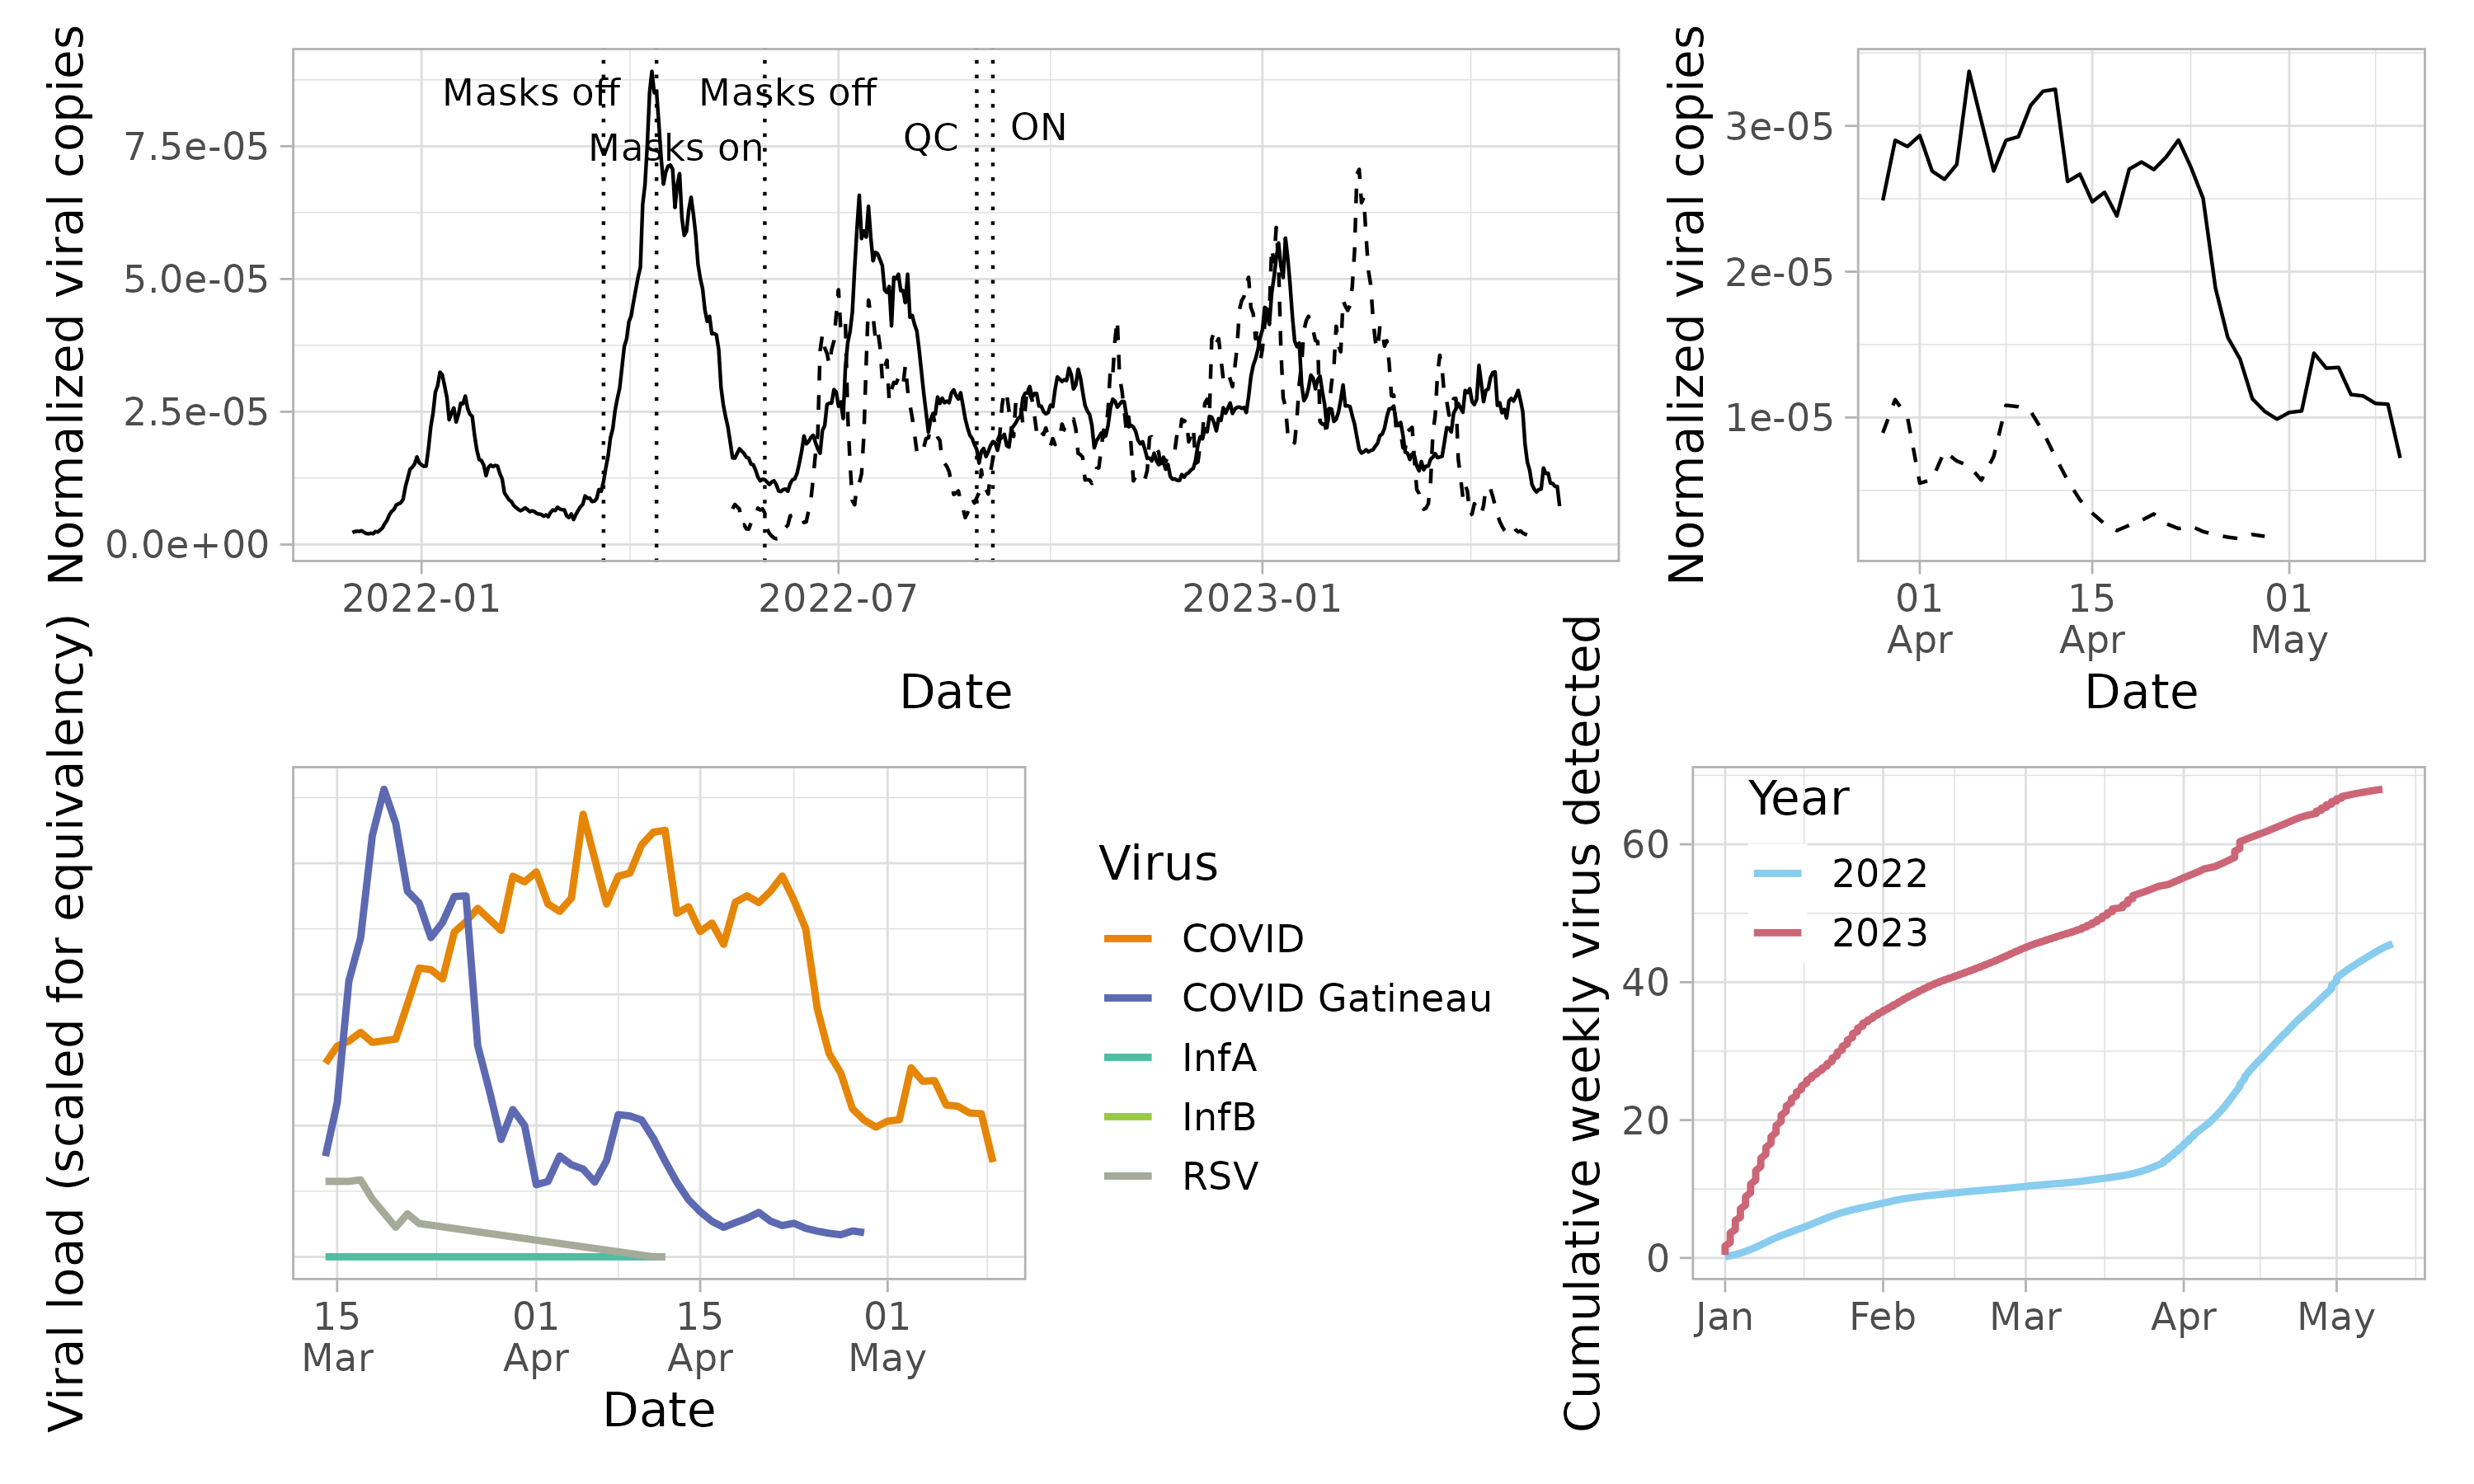 Normalized viral copies
7.5e-05
5.0e-05
2.5e-05
0.0e+00
Masks off
Masks on
Masks off
QC
ON
2022-01
2022-07
2023-01
Date
Normalized viral copies
3e-05
2e-05
1e-05
01
Apr
15
Apr
01
May
Date
Viral load (scaled for equivalency)
15
Mar
01
Apr
15
Apr
01
May
Date
Virus
COVID
COVID Gatineau
InfA
InfB
RSV
Cumulative weekly virus detected
60
40
20
0
Year
2022
2023
Jan
Feb
Mar
Apr
May